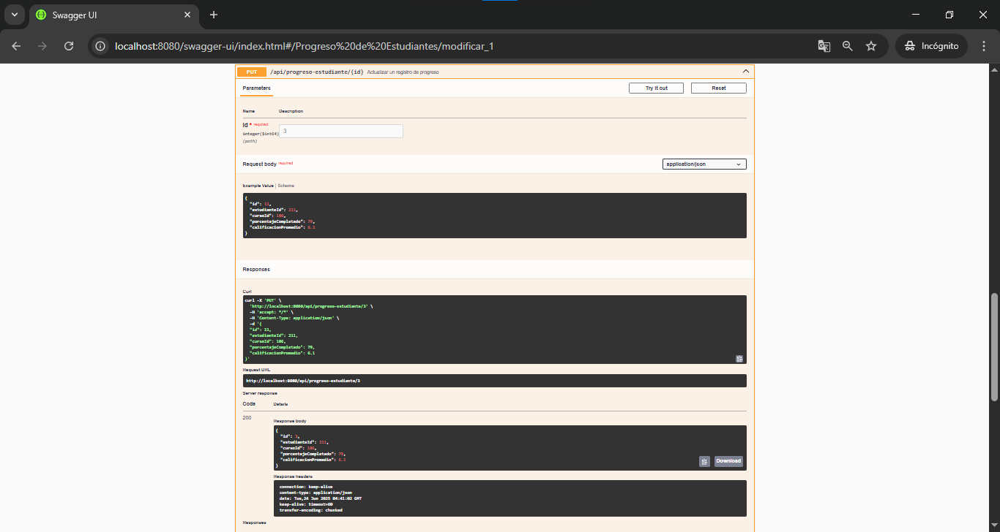 Swagger UI
localhost:8080/swagger-ui/index.html#/Progreso%20de%20Estudiantes/modificar_1
Incógnito
PUT /api/progreso-estudiante/{id} Actualizar un registro de progreso
Parameters
Try it out
Reset
Name Description
id * required
3
integer($int64)
(path)
Request body required
application/json
Example Value | Schema
{
"id": 11,
"estudianteId": 211,
"cursoId": 106,
"porcentajeCompletado": 79,
"calificacionPromedio": 6.1
}
Responses
Curl
curl -X 'PUT' \
'http://localhost:8080/api/progreso-estudiante/3' \
-H 'accept: */*' \
-H 'Content-Type: application/json' \
-d '{
"id": 11,
"estudianteId": 211,
"cursoId": 106,
"porcentajeCompletado": 79,
"calificacionPromedio": 6.1
}'
Request URL
http://localhost:8080/api/progreso-estudiante/3
Server response
Code Details
200
Response body
{
"id": 3,
"estudianteId": 211,
"cursoId": 106,
"porcentajeCompletado": 79,
"calificacionPromedio": 6.1
}
Download
Response headers
connection: keep-alive
content-type: application/json
date: Tue,24 Jun 2025 04:41:02 GMT
keep-alive: timeout=60
transfer-encoding: chunked
Responses